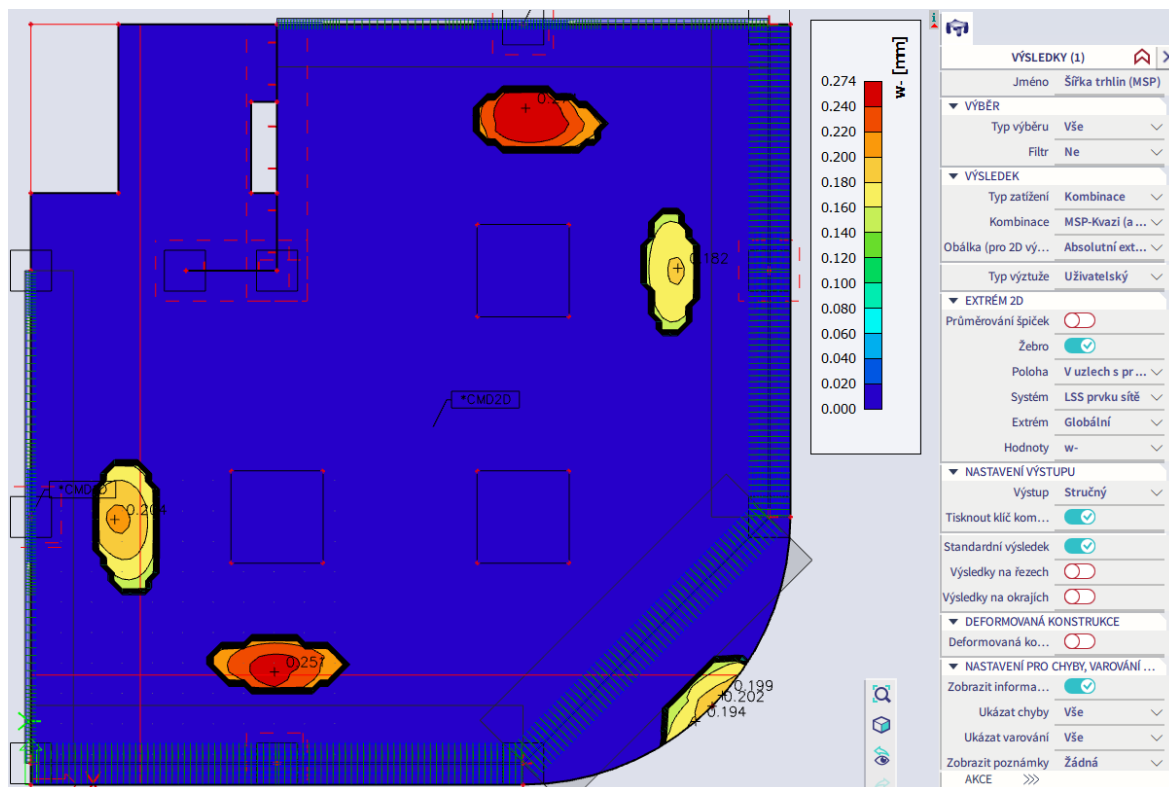 0.274
0.240
0.220
0.200
0.180
0.160
0.140
0.120
0.100
0.080
0.060
0.040
0.020
0.000
w- [mm]
0.182
*CMD2D
0.204
0.257
0.199
0.202
0.194
VÝSLEDKY (1)
Jméno Šířka trhlin (MSP)
VÝBĚR
Typ výběru Vše
Filtr Ne
VÝSLEDEK
Typ zatížení Kombinace
Kombinace MSP-Kvazi (a ...
Obálka (pro 2D vý... Absolutní ext...
Typ výztuže Uživatelský
EXTRÉM 2D
Průměrování špiček
Žebro
Poloha V uzlech s pr ...
Systém LSS prvku sítě
Extrém Globální
Hodnoty w-
NASTAVENÍ VÝSTUPU
Výstup Stručný
Tisknout klíč kom...
Standardní výsledek
Výsledky na řezech
Výsledky na okrajích
DEFORMOVANÁ KONSTRUKCE
Deformovaná ko...
NASTAVENÍ PRO CHYBY, VAROVÁNÍ ...
Zobrazit informa...
Ukázat chyby Vše
Ukázat varování Vše
Zobrazit poznámky Žádná
AKCE >>>